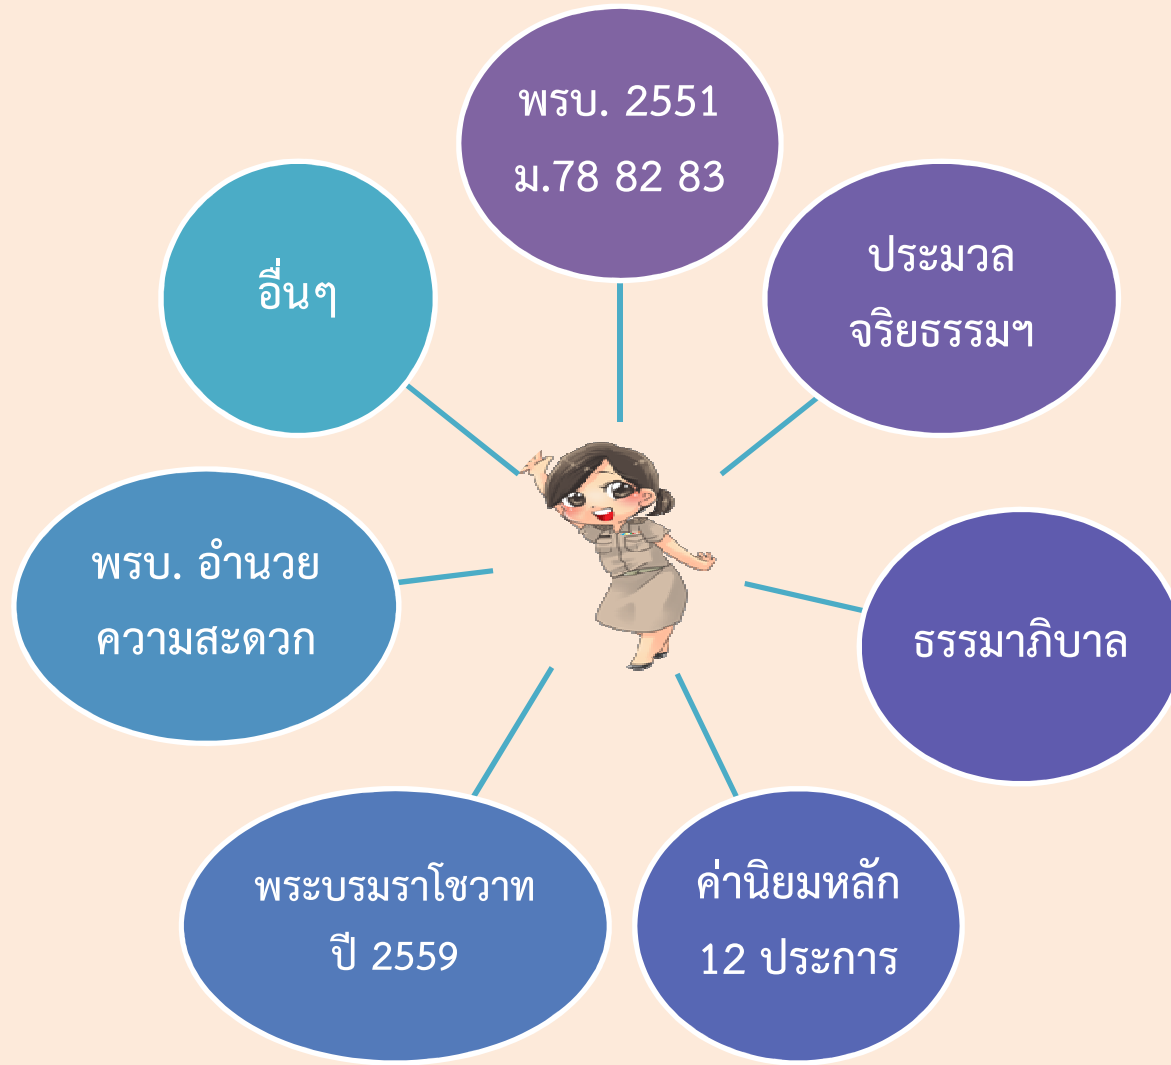 พรบ. 2551
ม.78 82 83
ประมวล
จริยธรรมฯ
ธรรมาภิบาล
ค่านิยมหลัก
12 ประการ
พระบรมราโชวาท
ปี 2559
พรบ. อำนวย
ความสะดวก
อื่นๆ